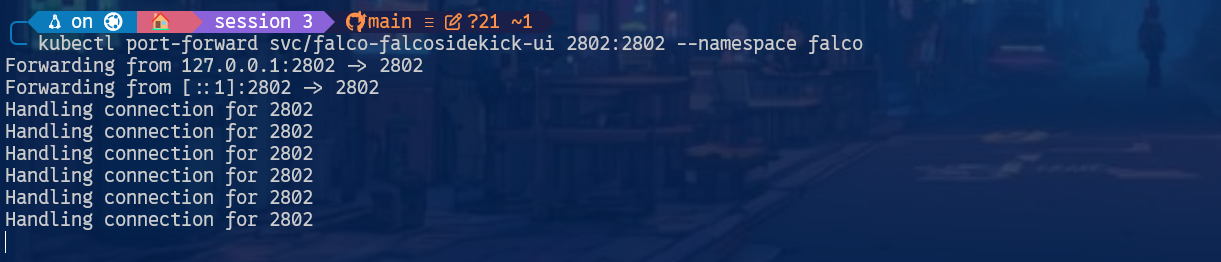 on session 3 main ≡ ?21 ~1
kubectl port-forward svc/falco-falcosidekick-ui 2802:2802 --namespace falco
Forwarding from 127.0.0.1:2802 -> 2802
Forwarding from [::1]:2802 -> 2802
Handling connection for 2802
Handling connection for 2802
Handling connection for 2802
Handling connection for 2802
Handling connection for 2802
Handling connection for 2802